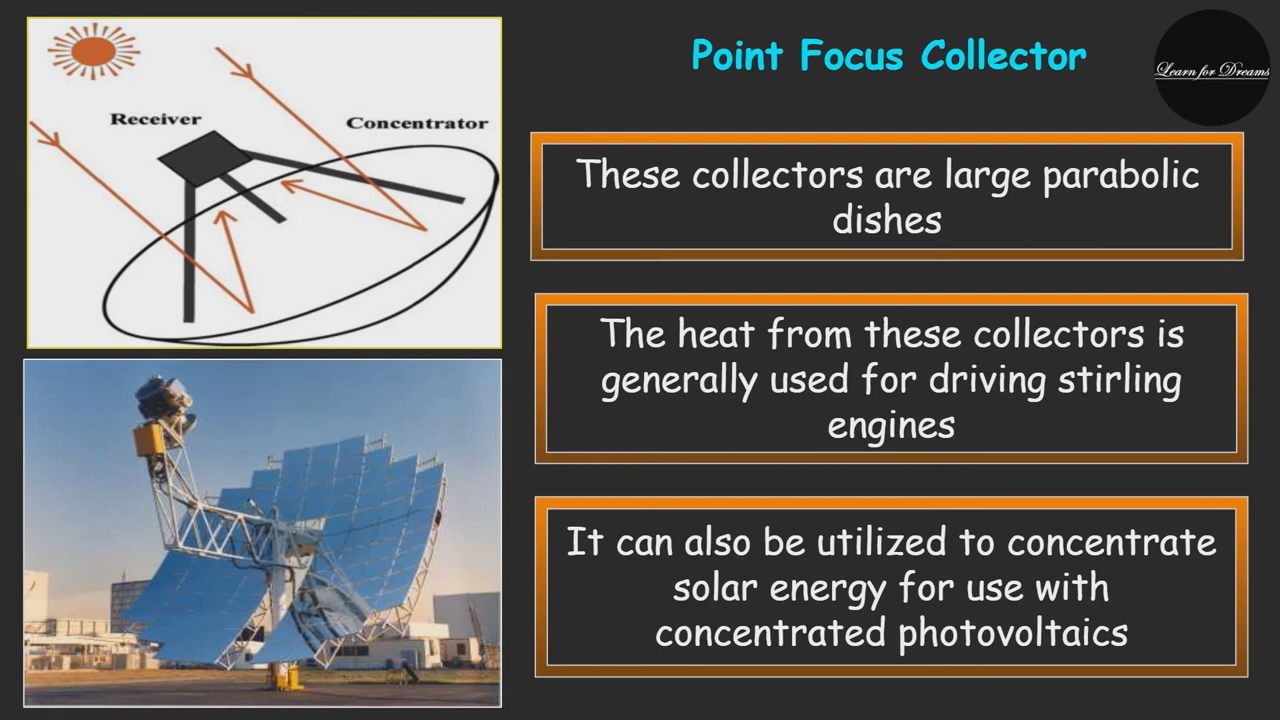 Point Focus Collector
Learn for Dreams
Receiver
Concentrator
These collectors are large parabolic
dishes
The heat from these collectors is
generally used for driving stirling
engines
It can also be utilized to concentrate
solar energy for use with
concentrated photovoltaics